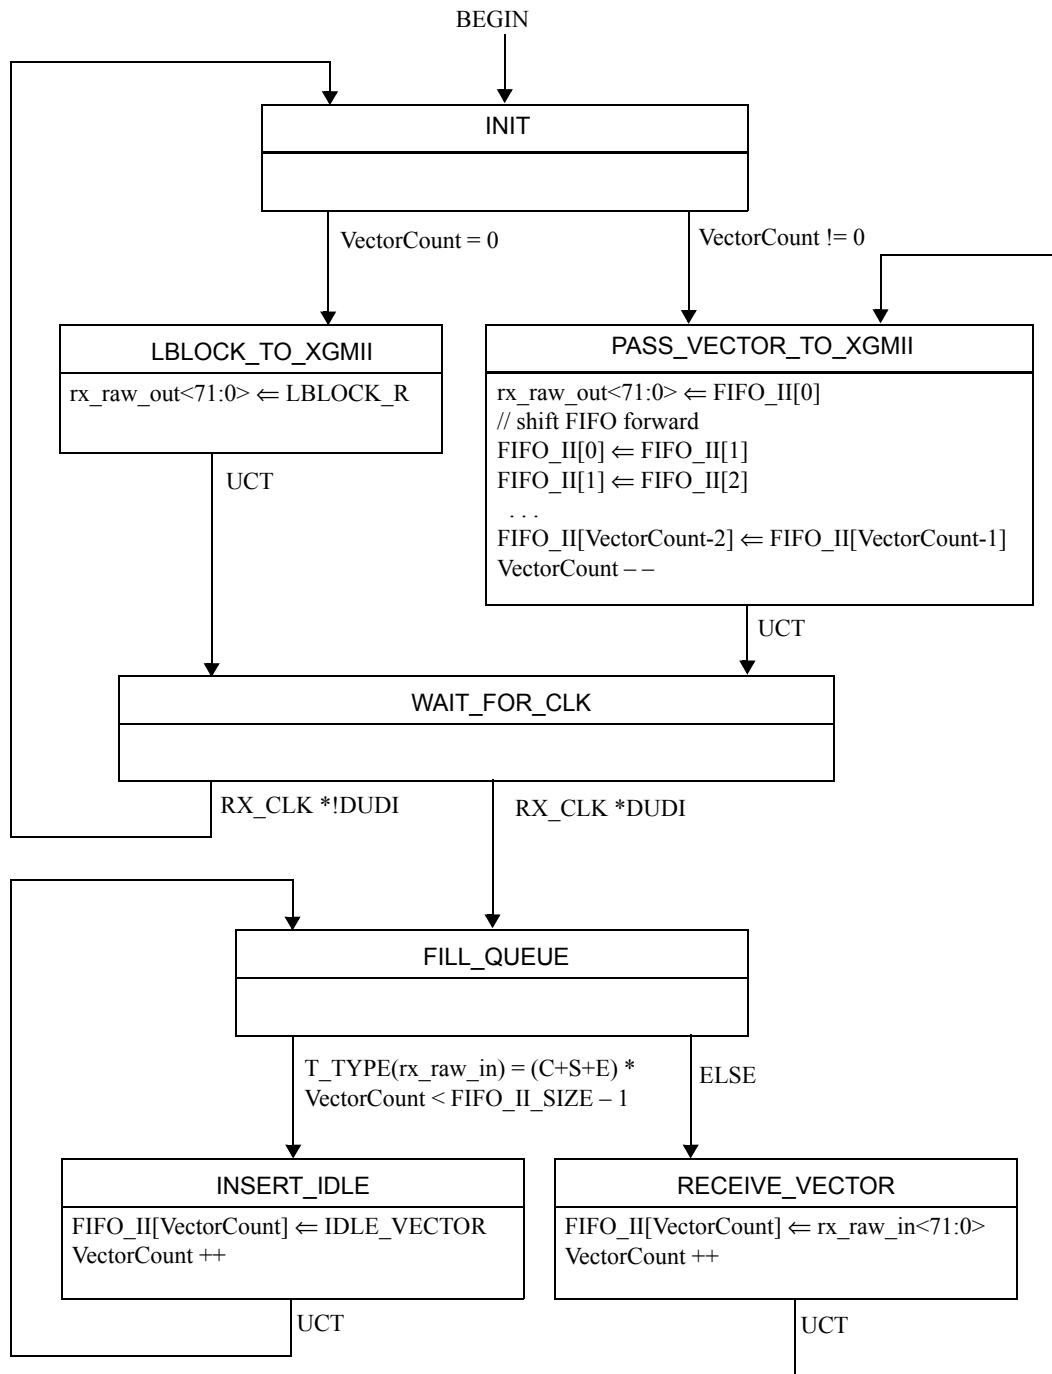 BEGIN
INIT
VectorCount = 0
VectorCount != 0
LBLOCK_TO_XGMII
rx_raw_out<71:0> ⇐ LBLOCK_R
UCT
PASS_VECTOR_TO_XGMII
rx_raw_out<71:0> ⇐ FIFO_II[0]
// shift FIFO forward
FIFO_II[0] ⇐ FIFO_II[1]
FIFO_II[1] ⇐ FIFO_II[2]
. . .
FIFO_II[VectorCount-2] ⇐ FIFO_II[VectorCount-1]
VectorCount – –
UCT
WAIT_FOR_CLK
RX_CLK *!DUDI
RX_CLK *DUDI
FILL_QUEUE
T_TYPE(rx_raw_in) = (C+S+E) *
VectorCount < FIFO_II_SIZE – 1
ELSE
INSERT_IDLE
FIFO_II[VectorCount] ⇐ IDLE_VECTOR
VectorCount ++
UCT
RECEIVE_VECTOR
FIFO_II[VectorCount] ⇐ rx_raw_in<71:0>
VectorCount ++
UCT